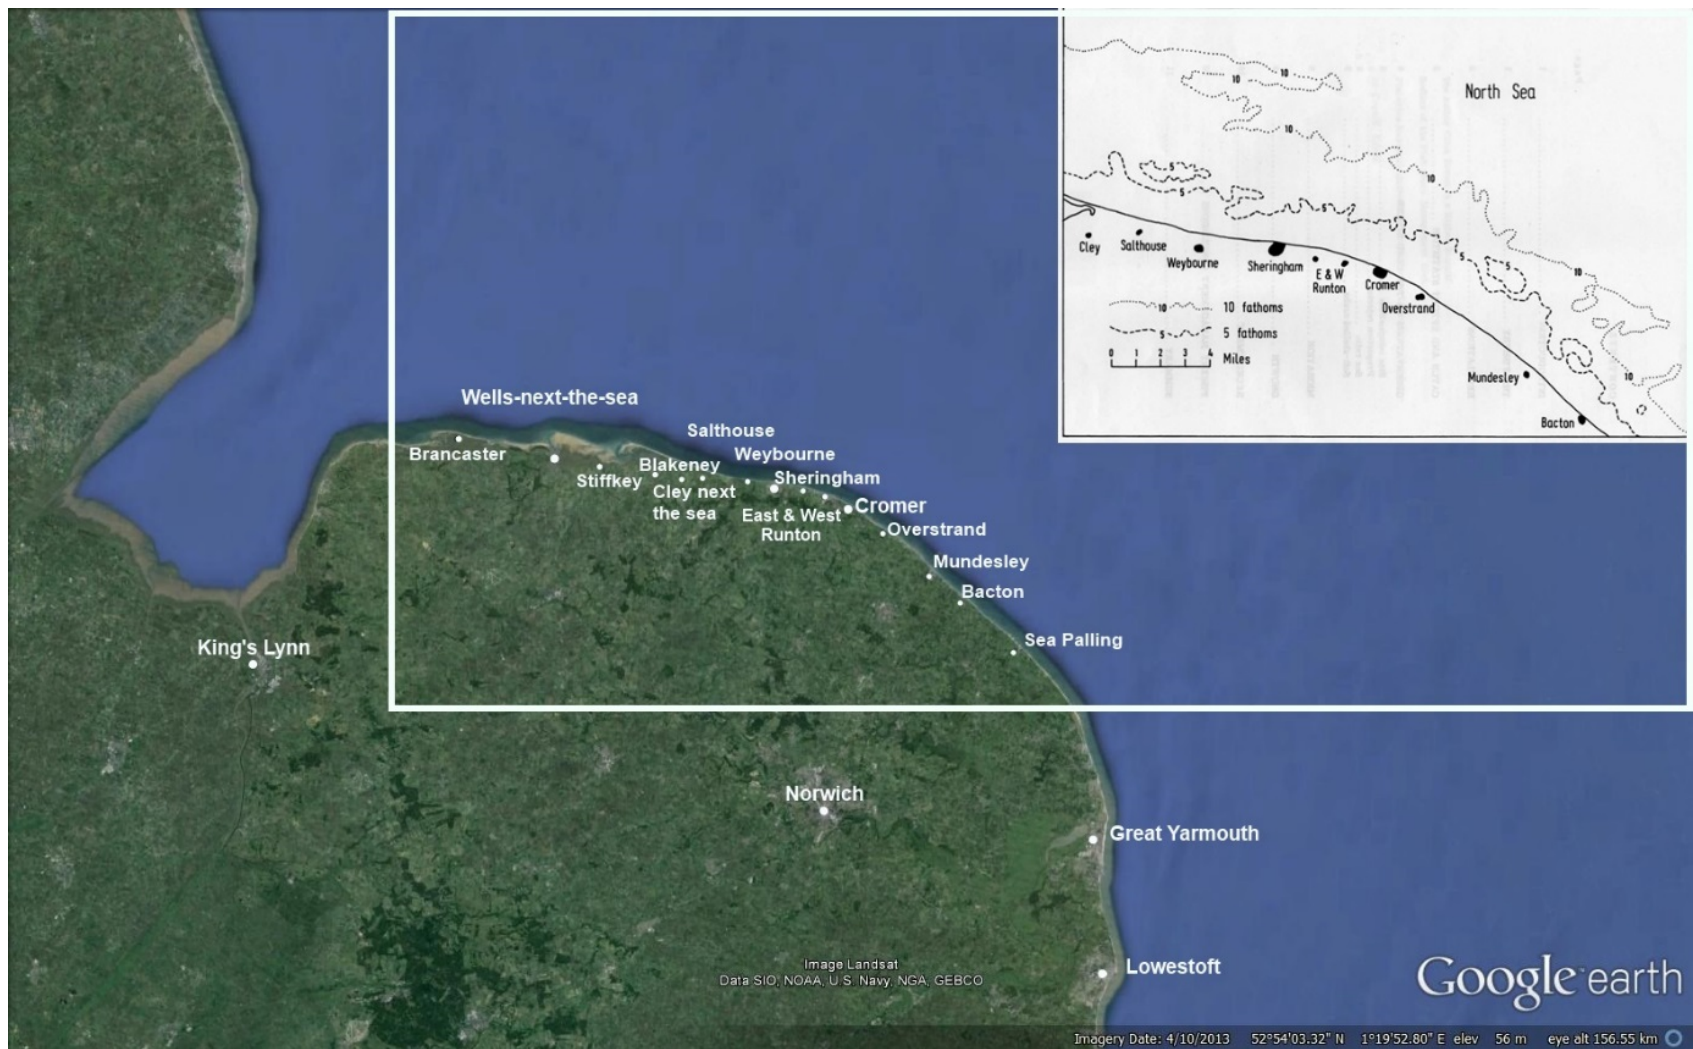 North Sea
10
10
10
10
10
10
5
5
5
5
5
Cley
Salthouse
Weybourne
Sheringham
E & W
Runton
Cromer
Overstrand
Mundesley
Bacton
10 10 fathoms
5 5 fathoms
0 1 2 3 4 Miles
Wells-next-the-sea
Brancaster
Stiffkey
Blakeney
Cley next
the sea
Salthouse
Weybourne
Sheringham
East & West
Runton
Cromer
Overstrand
Mundesley
Bacton
Sea Palling
King's Lynn
Norwich
Great Yarmouth
Lowestoft
Image Landsat
Data SIO, NOAA, U.S. Navy, NGA, GEBCO
Google earth
Imagery Date: 4/10/2013 52°54'03.32" N 1°19'52.80" E elev 56 m eye alt 156.55 km